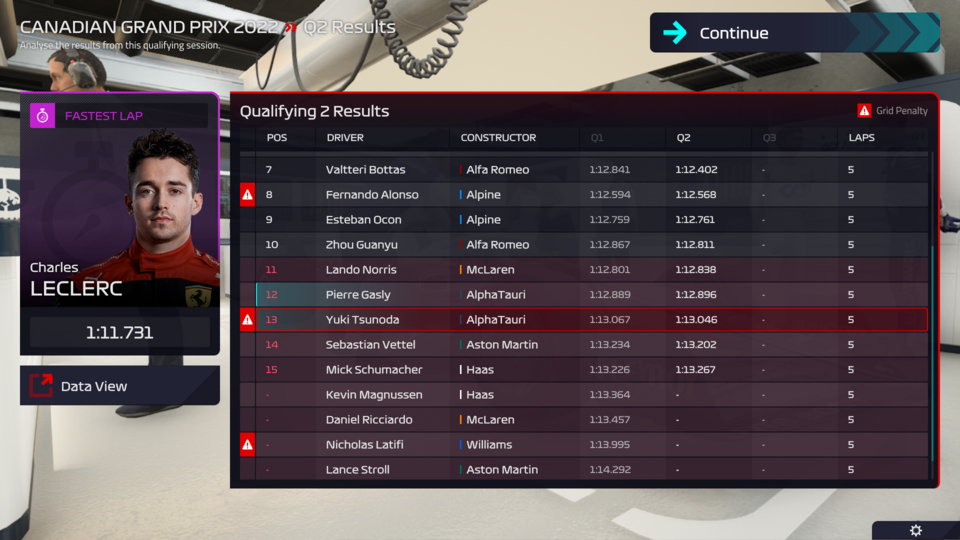 CANADIAN GRAND PRIX 2022 » Q2 Results
Analyse the results from this qualifying session.
Continue
FASTEST LAP
Charles
LECLERC
1:11.731
Data View
Qualifying 2 Results
Grid Penalty
POS DRIVER CONSTRUCTOR Q1 Q2 Q3 LAPS
7 Valtteri Bottas Alfa Romeo 1:12.841 1:12.402 - 5
8 Fernando Alonso Alpine 1:12.594 1:12.568 - 5
9 Esteban Ocon Alpine 1:12.759 1:12.761 - 5
10 Zhou Guanyu Alfa Romeo 1:12.867 1:12.811 - 5
11 Lando Norris McLaren 1:12.801 1:12.838 - 5
12 Pierre Gasly AlphaTauri 1:12.889 1:12.896 - 5
13 Yuki Tsunoda AlphaTauri 1:13.067 1:13.046 - 5
14 Sebastian Vettel Aston Martin 1:13.234 1:13.202 - 5
15 Mick Schumacher Haas 1:13.226 1:13.267 - 5
- Kevin Magnussen Haas 1:13.364 - - 5
- Daniel Ricciardo McLaren 1:13.457 - - 5
- Nicholas Latifi Williams 1:13.995 - - 5
- Lance Stroll Aston Martin 1:14.292 - - 5